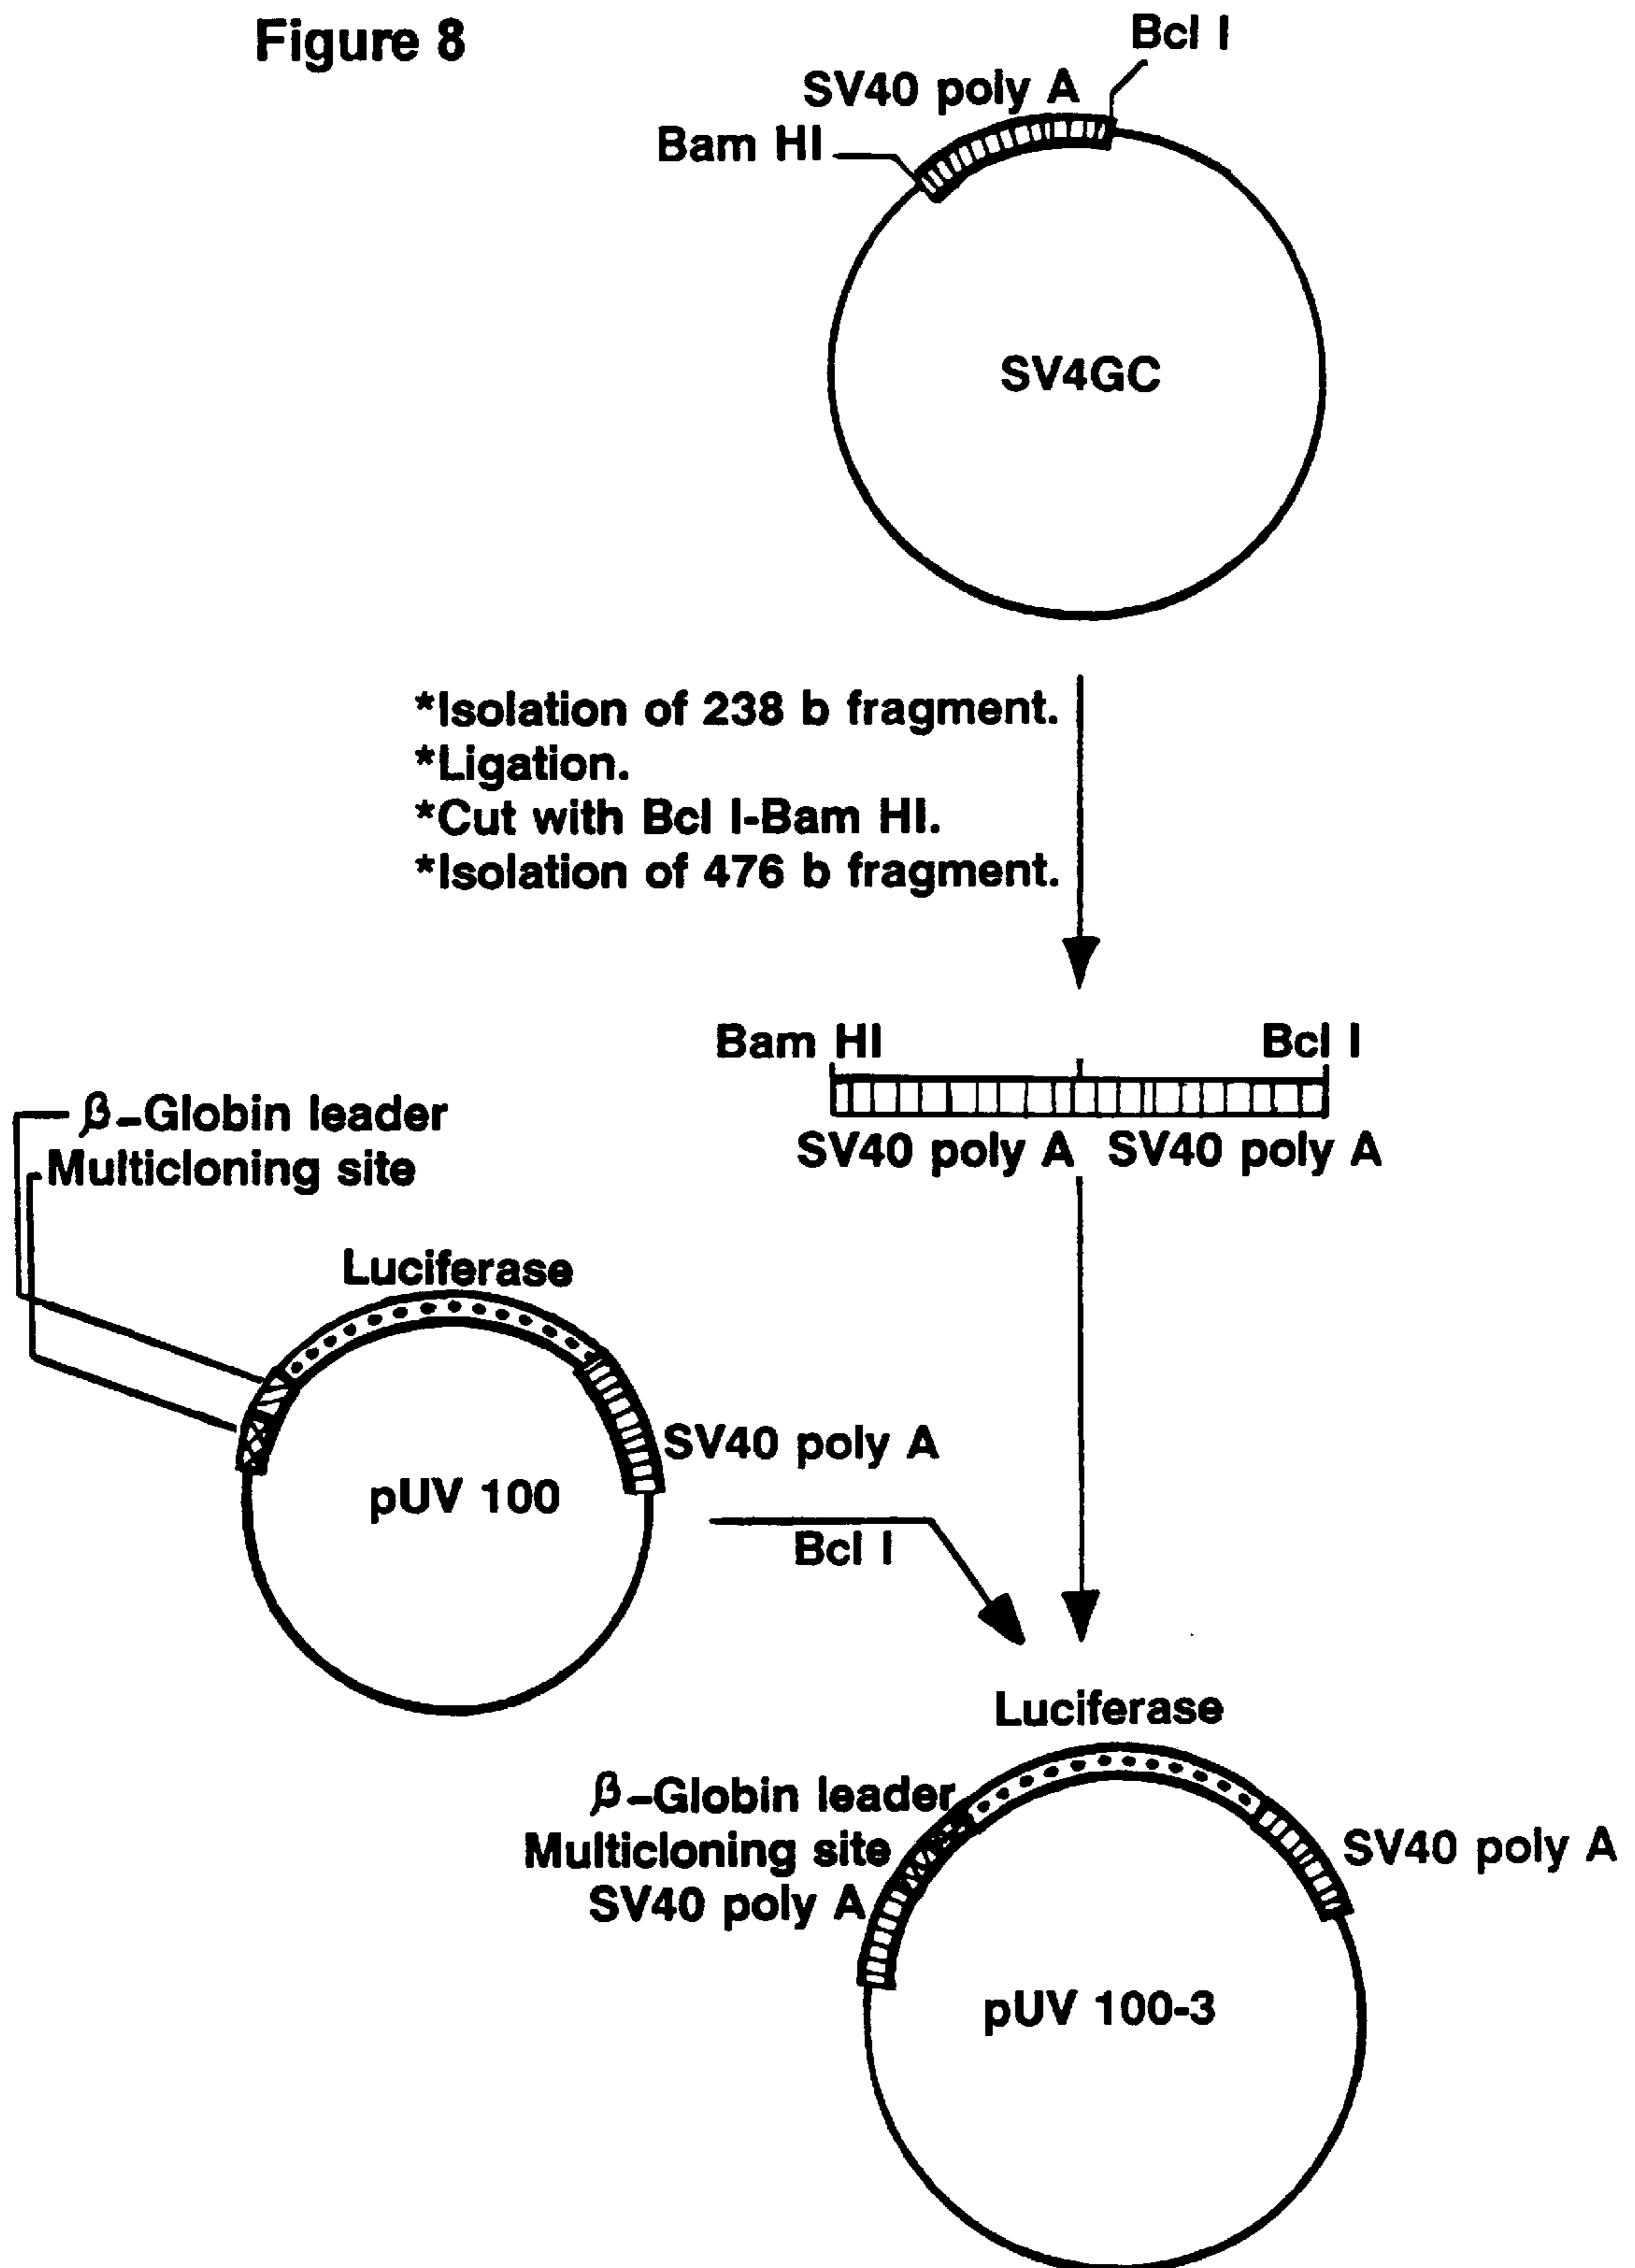 Figure 8
Bcl I
SV40 poly A
Bam HI
SV4GC
*Isolation of 238 b fragment.
*Ligation.
*Cut with Bcl I-Bam HI.
*Isolation of 476 b fragment.
Bam HI
Bcl I
SV40 poly A
SV40 poly A
β-Globin leader
Multicloning site
Luciferase
SV40 poly A
pUV 100
Bcl I
Luciferase
β-Globin leader
Multicloning site
SV40 poly A
SV40 poly A
pUV 100-3